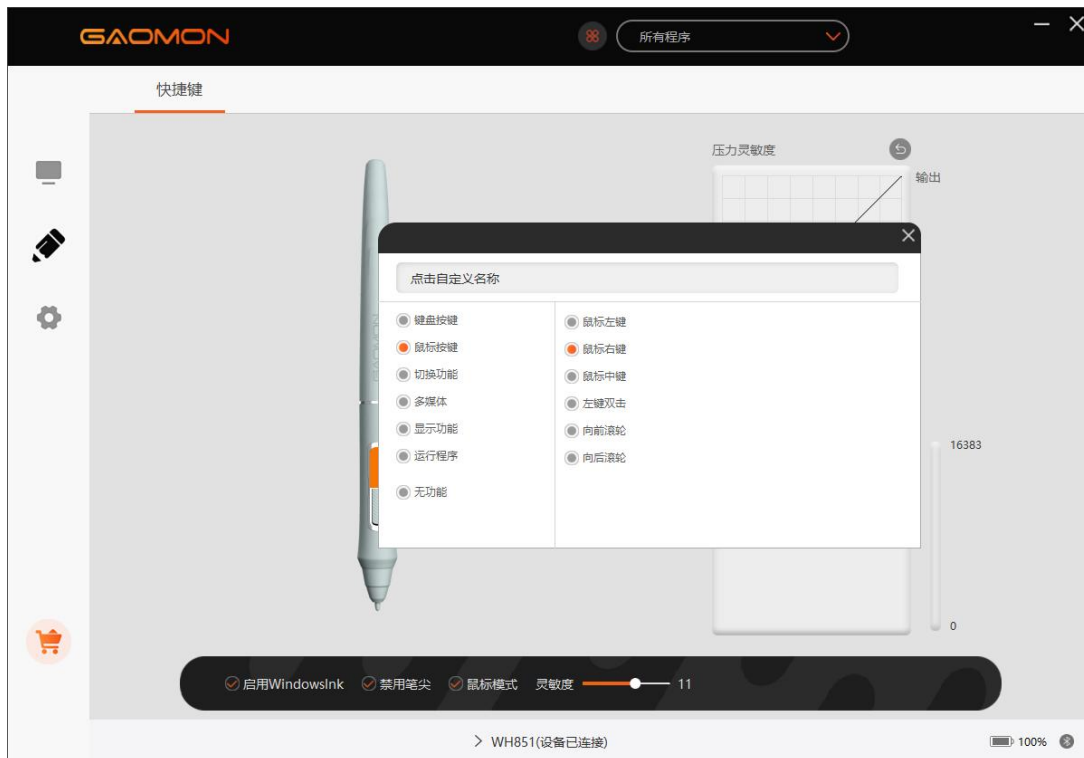 GAOMON
所有程序
快捷键
压力灵敏度
输出
点击自定义名称
键盘按键
鼠标按键
切换功能
多媒体
显示功能
运行程序
无功能
鼠标左键
鼠标右键
鼠标中键
左键双击
向前滚轮
向后滚轮
16383
0
启用WindowsInk 禁用笔尖 鼠标模式 灵敏度 11
WH851(设备已连接)
100%